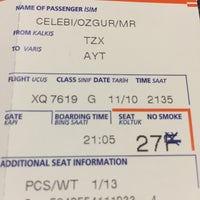 NAME OF PASSENGER İSİM
CELEBI/OZGUR/MR
FROM KALKIS
TZX
TO VARIS
AYT
FLIGHT UCUS CLASS SINIF DATE TARİH TIME SAAT
XQ 7619 G 11/10 2135
GATE BOARDING TIME SEAT NO SMOKE
KAPI BINIS SAATI KOLTUK
21:05 27F
ADDITIONAL SEAT INFORMATION
PCS/WT 1/13